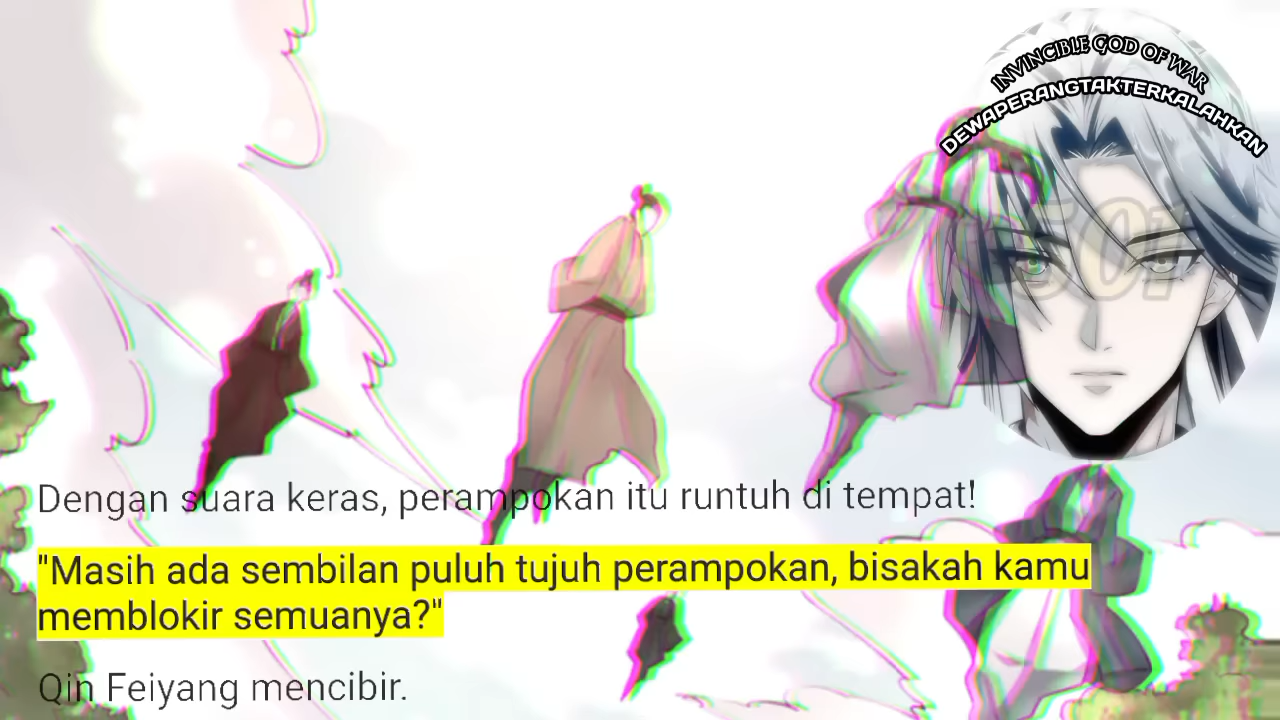 INVINCIBLE GOD OF WAR
DEWAPERANGTAKTERKALAHKAN
501
Dengan suara keras, perampokan itu runtuh di tempat!
"Masih ada sembilan puluh tujuh perampokan, bisakah kamu
memblokir semuanya?"
Qin Feiyang mencibir.